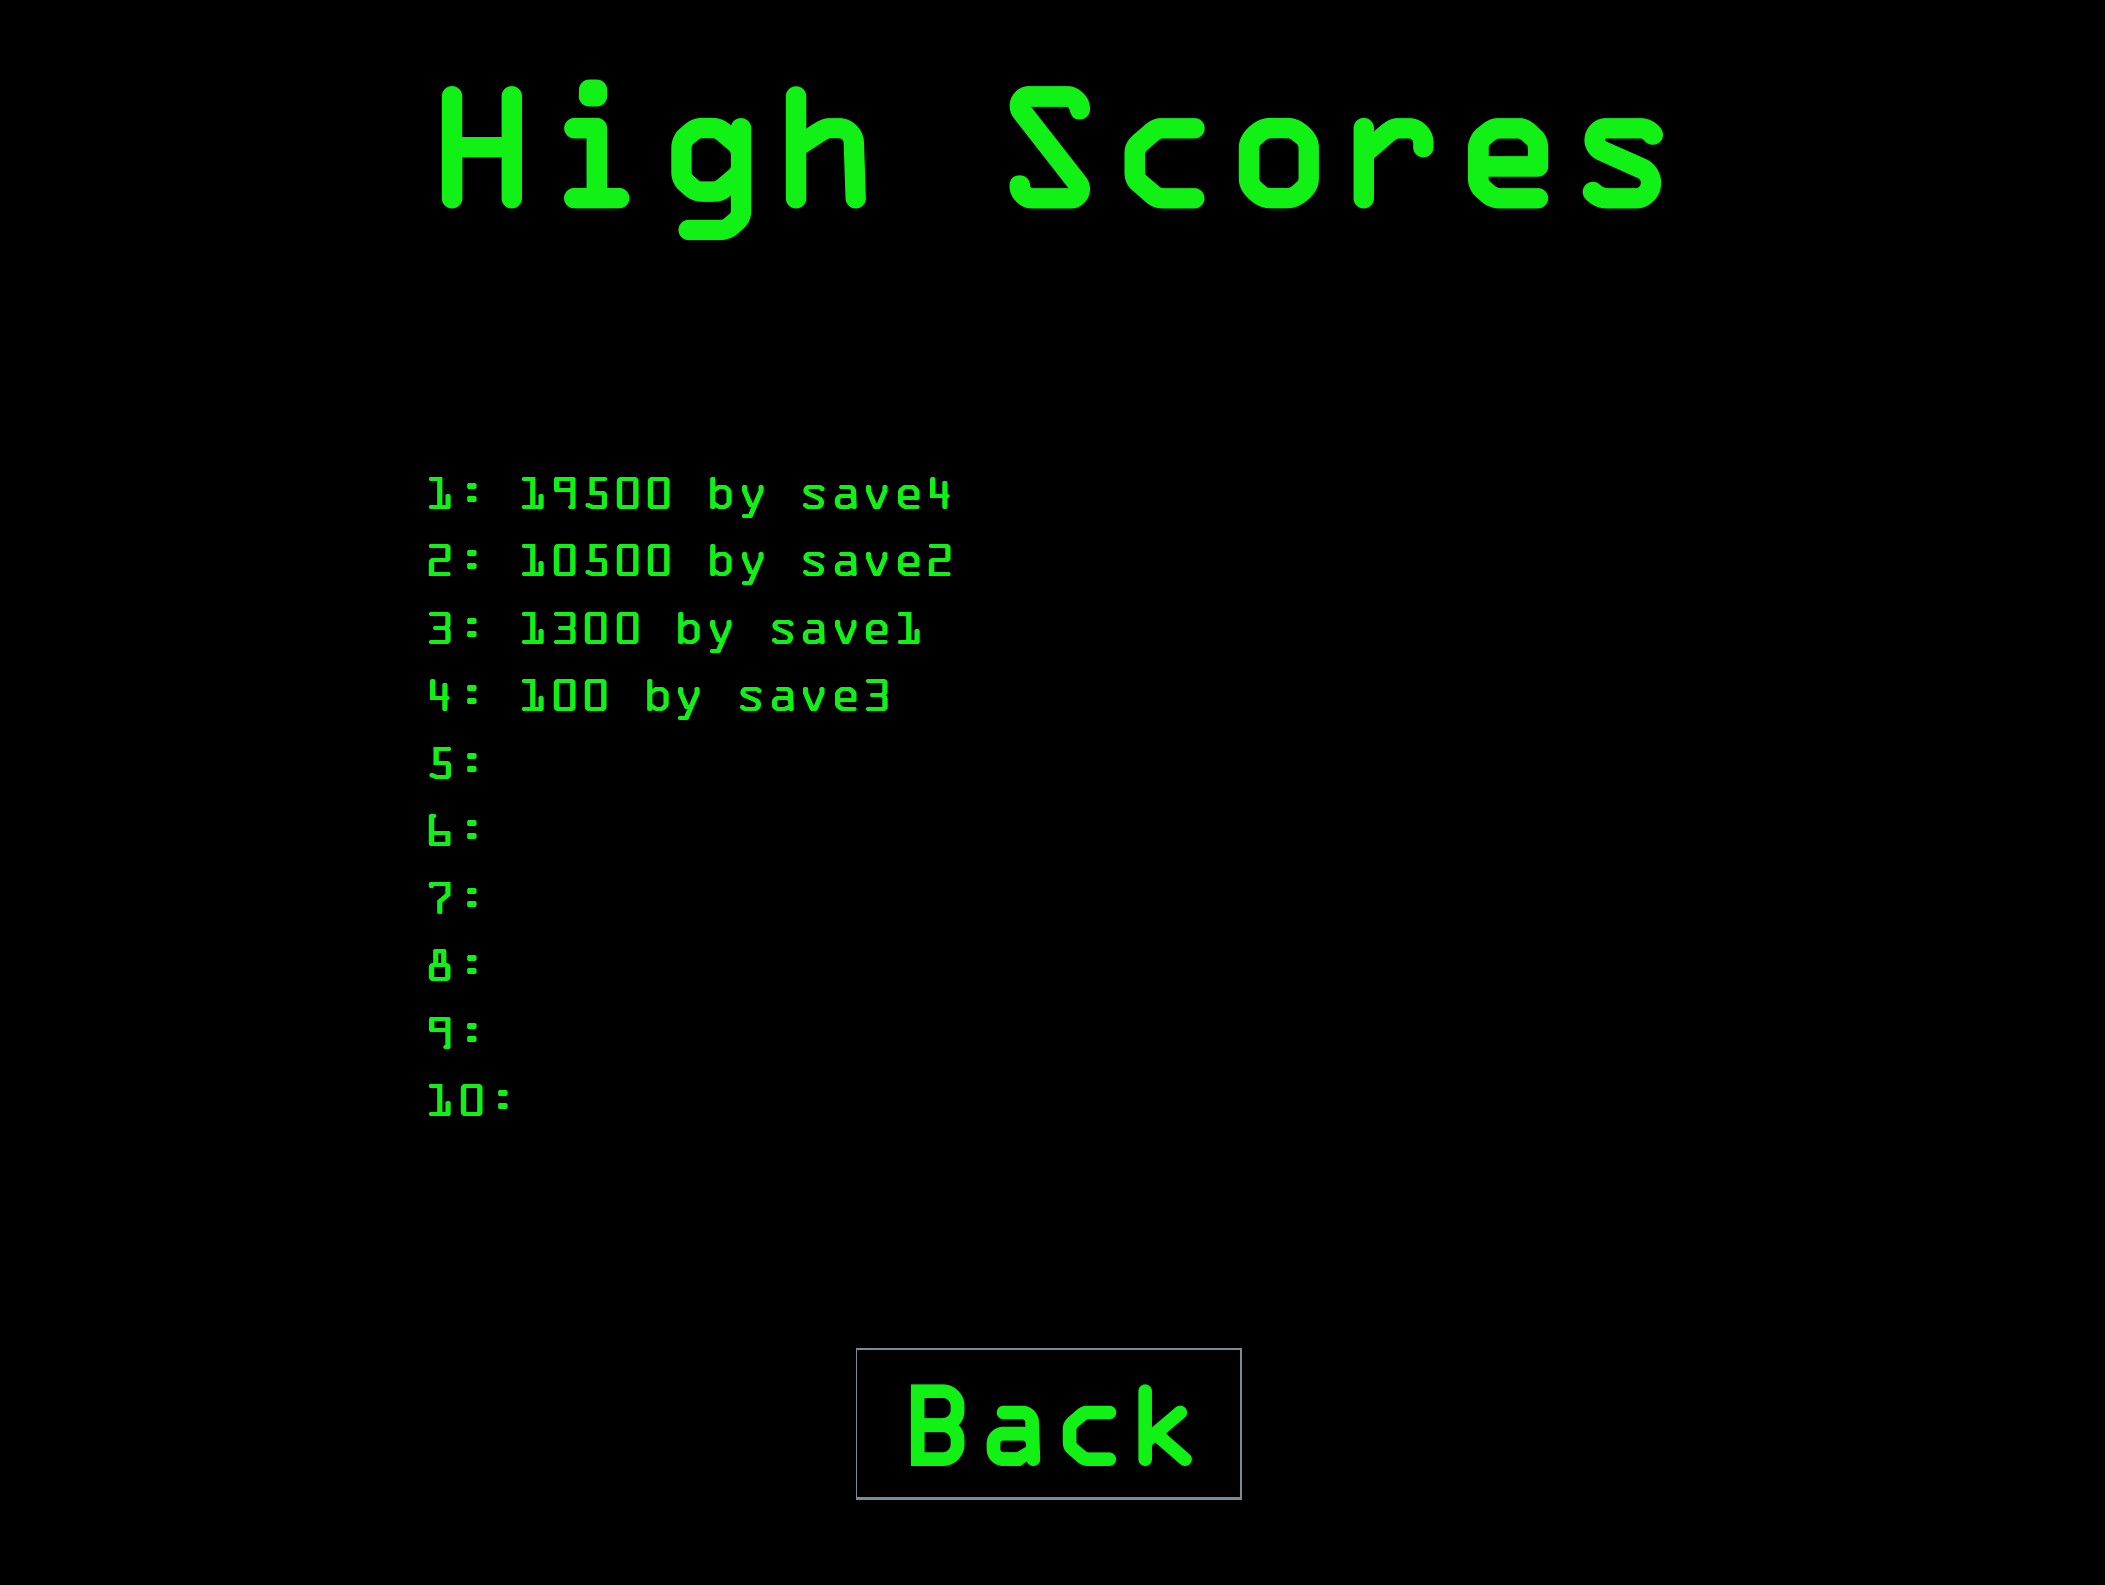 High Scores
1: 19500 by save4
2: 10500 by save2
3: 1300 by save1
4: 100 by save3
5:
6:
7:
8:
9:
10:
Back